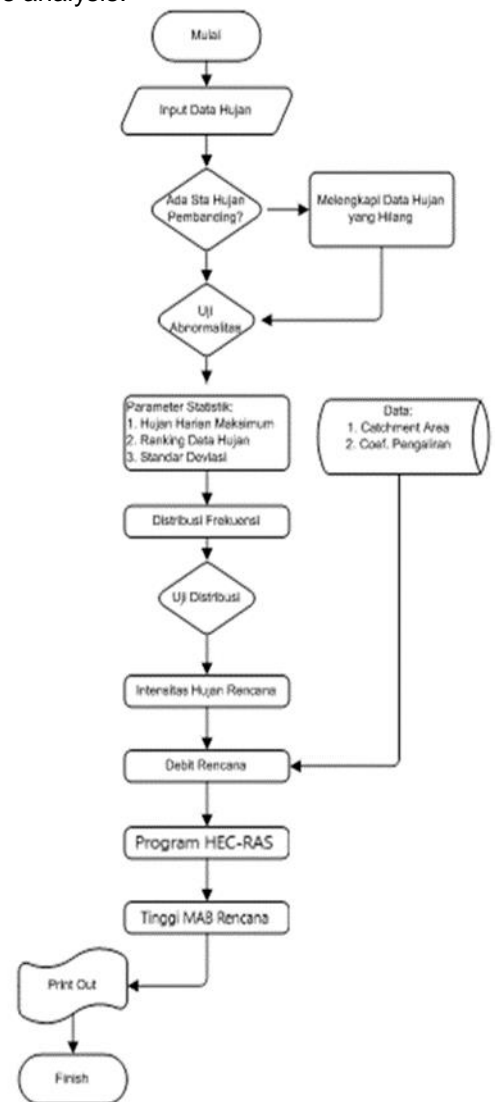 s analysis.
Mulai
Input Data Hujan
Ada Sta Hujan
Pembanding?
Melengkapi Data Hujan
yang Hilang
Uji
Abnormalitas
Parameter Statistik:
1. Hujan Harian Maksimum
2. Ranking Data Hujan
3. Standar Deviasi
Data:
1. Catchment Area
2. Coef. Pengaliran
Distribusi Frekuensi
Uji Distribusi
Intensitas Hujan Rencana
Debit Rencana
Program HEC-RAS
Tinggi MAB Rencana
Print Out
Finish